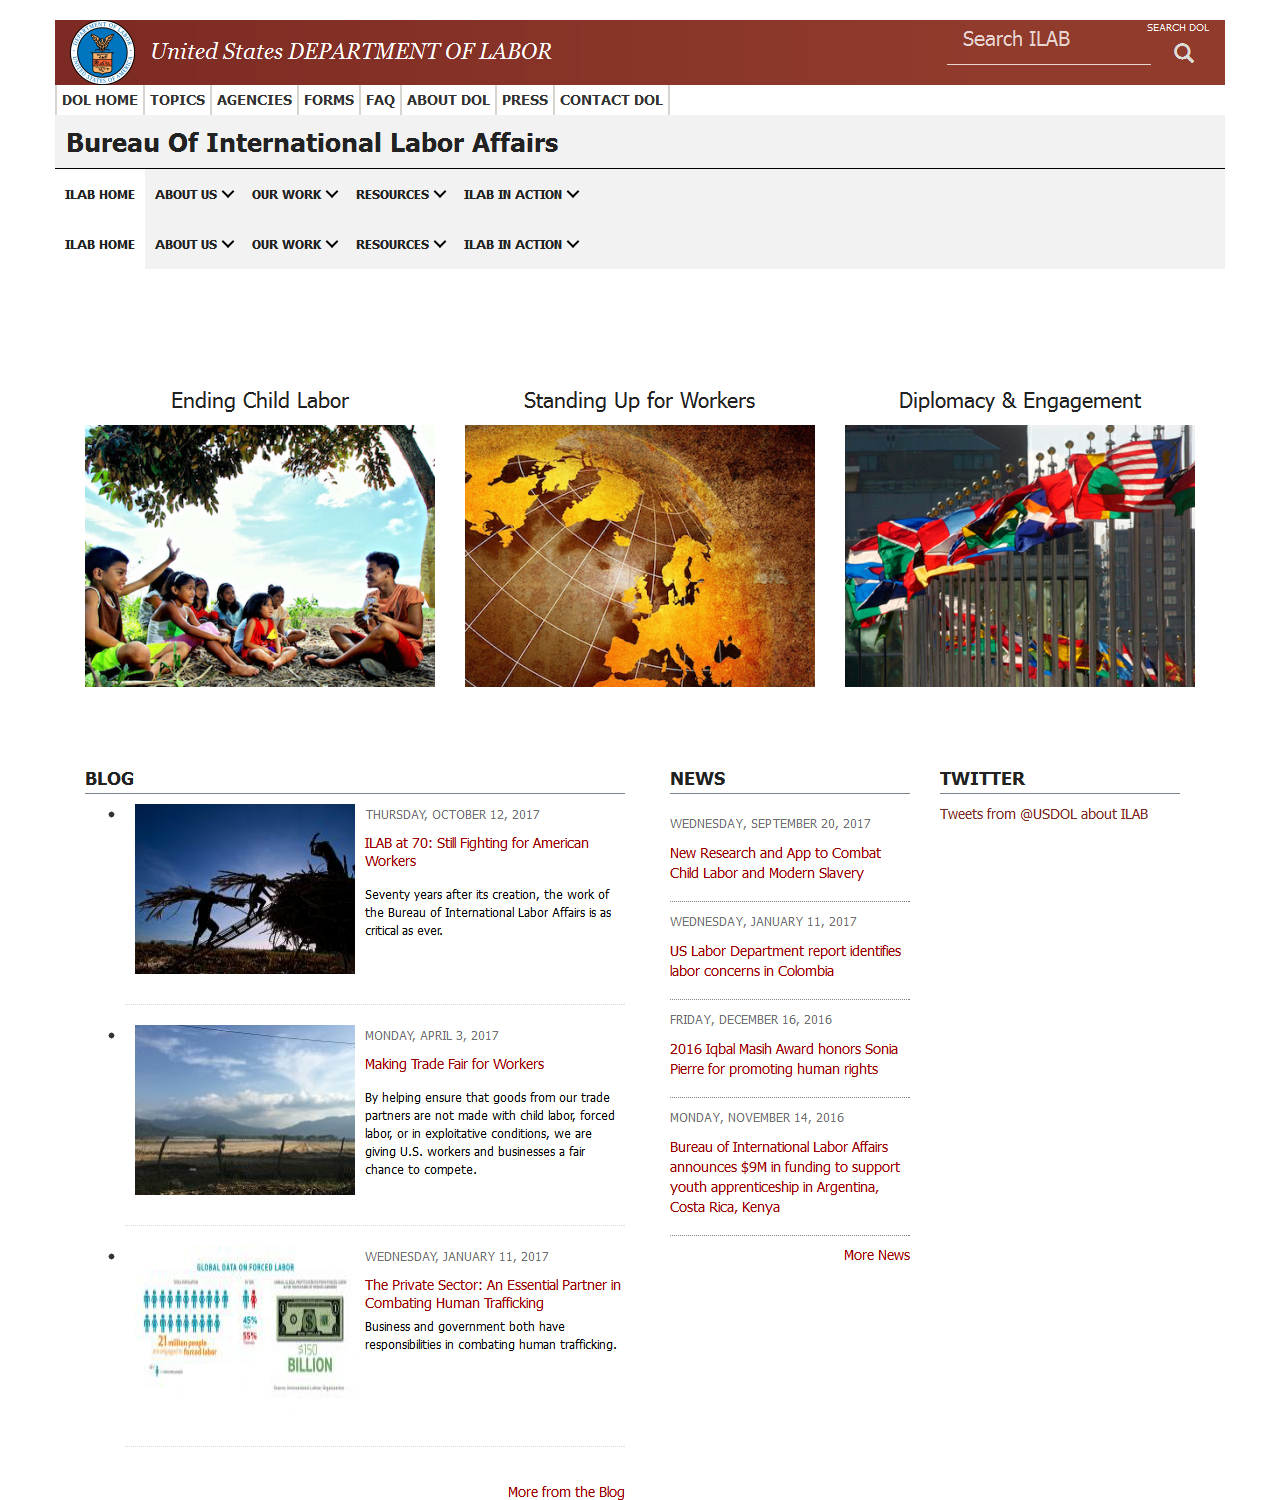 SEARCH DOL
United States DEPARTMENT OF LABOR
Search ILAB
DOL HOME TOPICS AGENCIES FORMS FAQ ABOUT DOL PRESS CONTACT DOL
Bureau Of International Labor Affairs
ILAB HOME ABOUT US OUR WORK RESOURCES ILAB IN ACTION
ILAB HOME ABOUT US OUR WORK RESOURCES ILAB IN ACTION
Ending Child Labor
Standing Up for Workers
Diplomacy & Engagement
BLOG
THURSDAY, OCTOBER 12, 2017
ILAB at 70: Still Fighting for American
Workers
Seventy years after its creation, the work of
the Bureau of International Labor Affairs is as
critical as ever.
MONDAY, APRIL 3, 2017
Making Trade Fair for Workers
By helping ensure that goods from our trade
partners are not made with child labor, forced
labor, or in exploitative conditions, we are
giving U.S. workers and businesses a fair
chance to compete.
GLOBAL DATA ON FORCED LABOR
45%
55%
21 million people
forced labor
$150
BILLION
WEDNESDAY, JANUARY 11, 2017
The Private Sector: An Essential Partner in
Combating Human Trafficking
Business and government both have
responsibilities in combating human trafficking.
More from the Blog
NEWS
WEDNESDAY, SEPTEMBER 20, 2017
New Research and App to Combat
Child Labor and Modern Slavery
WEDNESDAY, JANUARY 11, 2017
US Labor Department report identifies
labor concerns in Colombia
FRIDAY, DECEMBER 16, 2016
2016 Iqbal Masih Award honors Sonia
Pierre for promoting human rights
MONDAY, NOVEMBER 14, 2016
Bureau of International Labor Affairs
announces $9M in funding to support
youth apprenticeship in Argentina,
Costa Rica, Kenya
More News
TWITTER
Tweets from @USDOL about ILAB